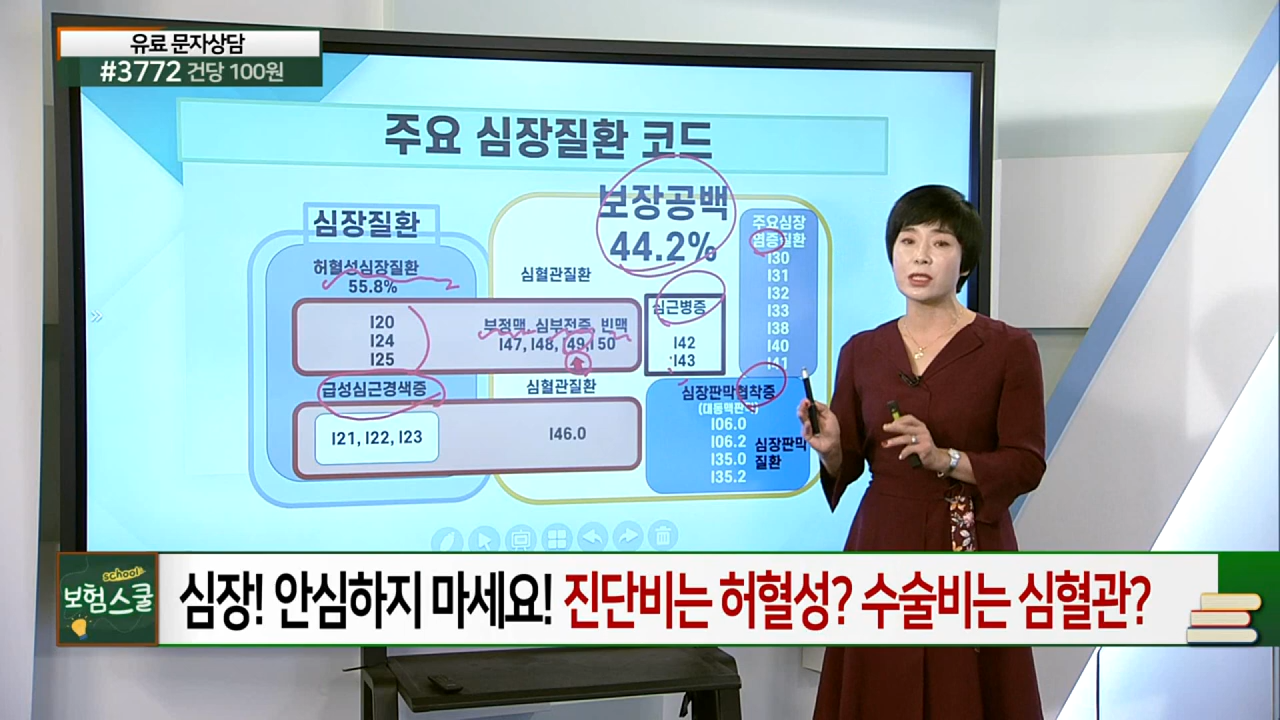 유료 문자상담
#3772 건당 100원
주요 심장질환 코드
심장질환
허혈성심장질환
55.8%
I20
I24
I25
급성심근경색증
I21, I22, I23
보장공백
44.2%
심혈관질환
부정맥, 심부전증, 빈맥
I47, I48, I49, I50
심혈관질환
I46.0
심근병증
I42
I43
주요심장
염증질환
I30
I31
I32
I33
I38
I40
I41
심장판막협착증
(대동맥판막)
I06.0
I06.2
I35.0
I35.2
심장판막
질환
school
보험스쿨
심장! 안심하지 마세요! 진단비는 허혈성? 수술비는 심혈관?